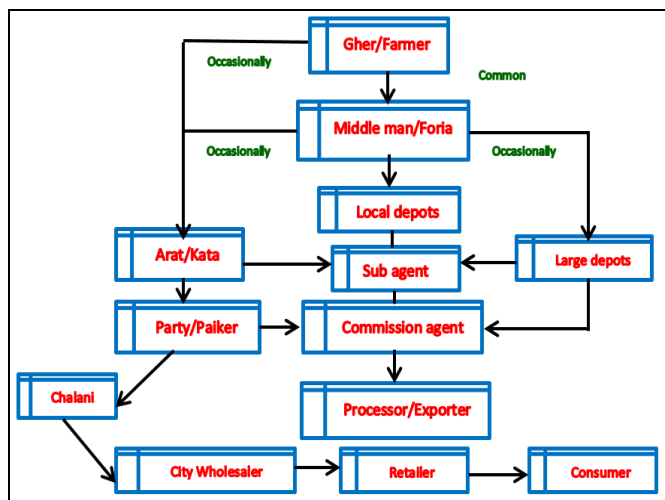 Gher/Farmer
Occasionally
Common
Middle man/Foria
Occasionally
Occasionally
Local depots
Arat/Kata
Sub agent
Large depots
Party/Paiker
Commission agent
Chalani
Processor/Exporter
City Wholesaler
Retailer
Consumer